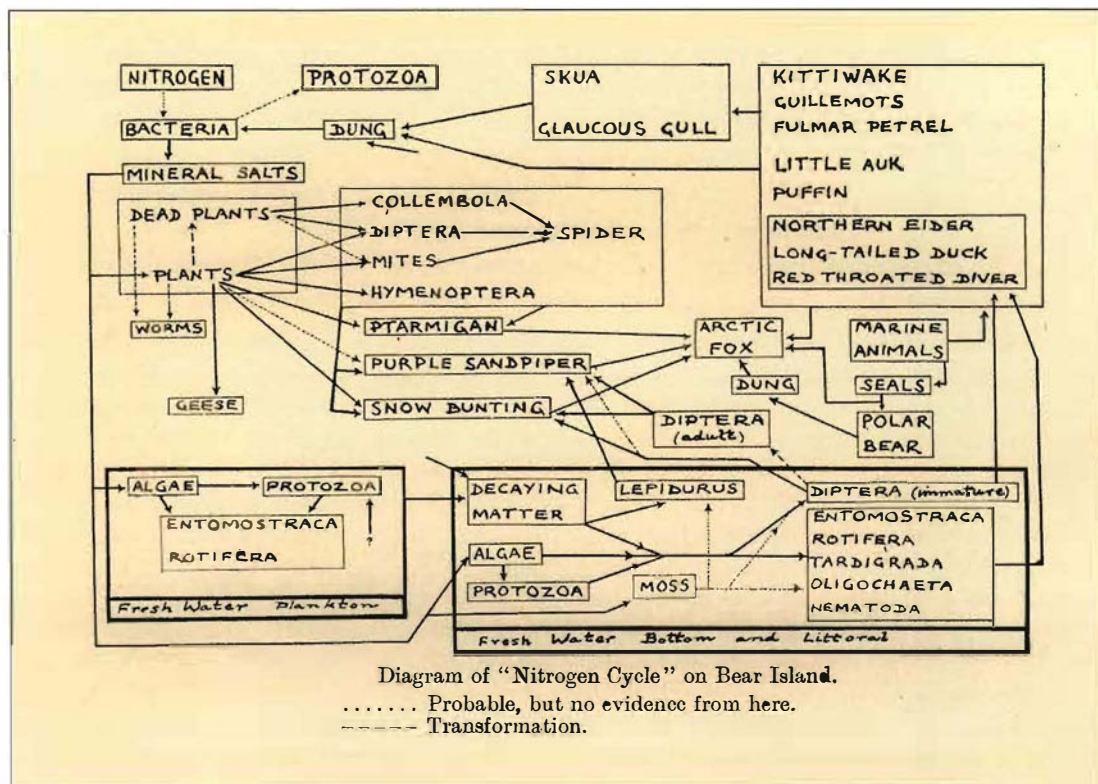 NITROGEN
PROTOZOA
SKUA
GLAUCOUS GULL
KITTIWAKE
GUILLEMOTS
FULMAR PETREL
LITTLE AUK
PUFFIN
NORTHERN EIDER
LONG-TAILED DUCK
RED THROATED DIVER
BACTERIA
DUNG
MINERAL SALTS
DEAD PLANTS
PLANTS
WORMS
GEESE
COLLEMBOLA
DIPTERA
SPIDER
MITES
HYMENOPTERA
PTARMIGAN
PURPLE SANDPIPER
SNOW BUNTING
ARCTIC
FOX
MARINE
ANIMALS
DUNG
SEALS
POLAR
BEAR
DIPTERA
(adult)
ALGAE
PROTOZOA
ENTOMOSTRACA
ROTIFERA
?
Fresh Water Plankton
DECAYING
MATTER
LEPIDURUS
DIPTERA (immature)
ALGAE
PROTOZOA
MOSS
ENTOMOSTRACA
ROTIFERA
TARDIGRADA
OLIGOCHAETA
NEMATODA
Fresh Water Bottom and Littoral
Diagram of "Nitrogen Cycle" on Bear Island.
....... Probable, but no evidence from here.
----- Transformation.